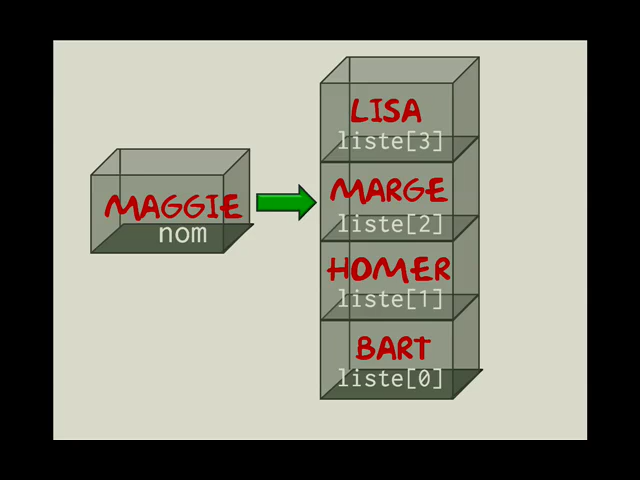 MAGGIE
nom
LISA
liste[3]
MARGE
liste[2]
HOMER
liste[1]
BART
liste[0]